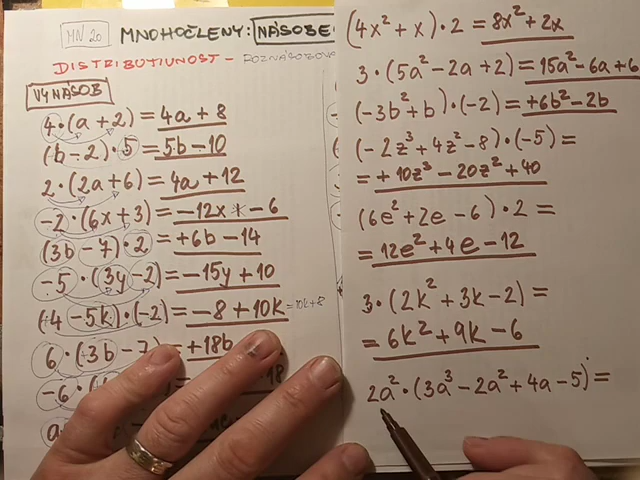 MN 20 MNOHOČLENY: NÁSOBE
DISTRIBUTIVNOST –
VYNÁSOB
4·(a+2) = 4a+8
(b-2)·5 = 5b-10
2·(2a+6) = 4a+12
-2·(6x+3) = -12x -6
(3b-7)·2 = +6b-14
-5·(3y-2) = -15y+10
(+4-5k)·(-2) = -8+10k = 10k+8
6·(-3b-7) = +18b
-6·(
(4x²+x)·2 = 8x²+2x
3·(5a²-2a+2) = 15a²-6a+6
(-3b²+b)·(-2) = +6b²-2b
(-2z³+4z²-8)·(-5) =
= +10z³-20z²+40
(6e²+2e-6)·2 =
= 12e²+4e-12
3·(2k²+3k-2) =
= 6k²+9k-6
2a²·(3a³-2a²+4a-5) =